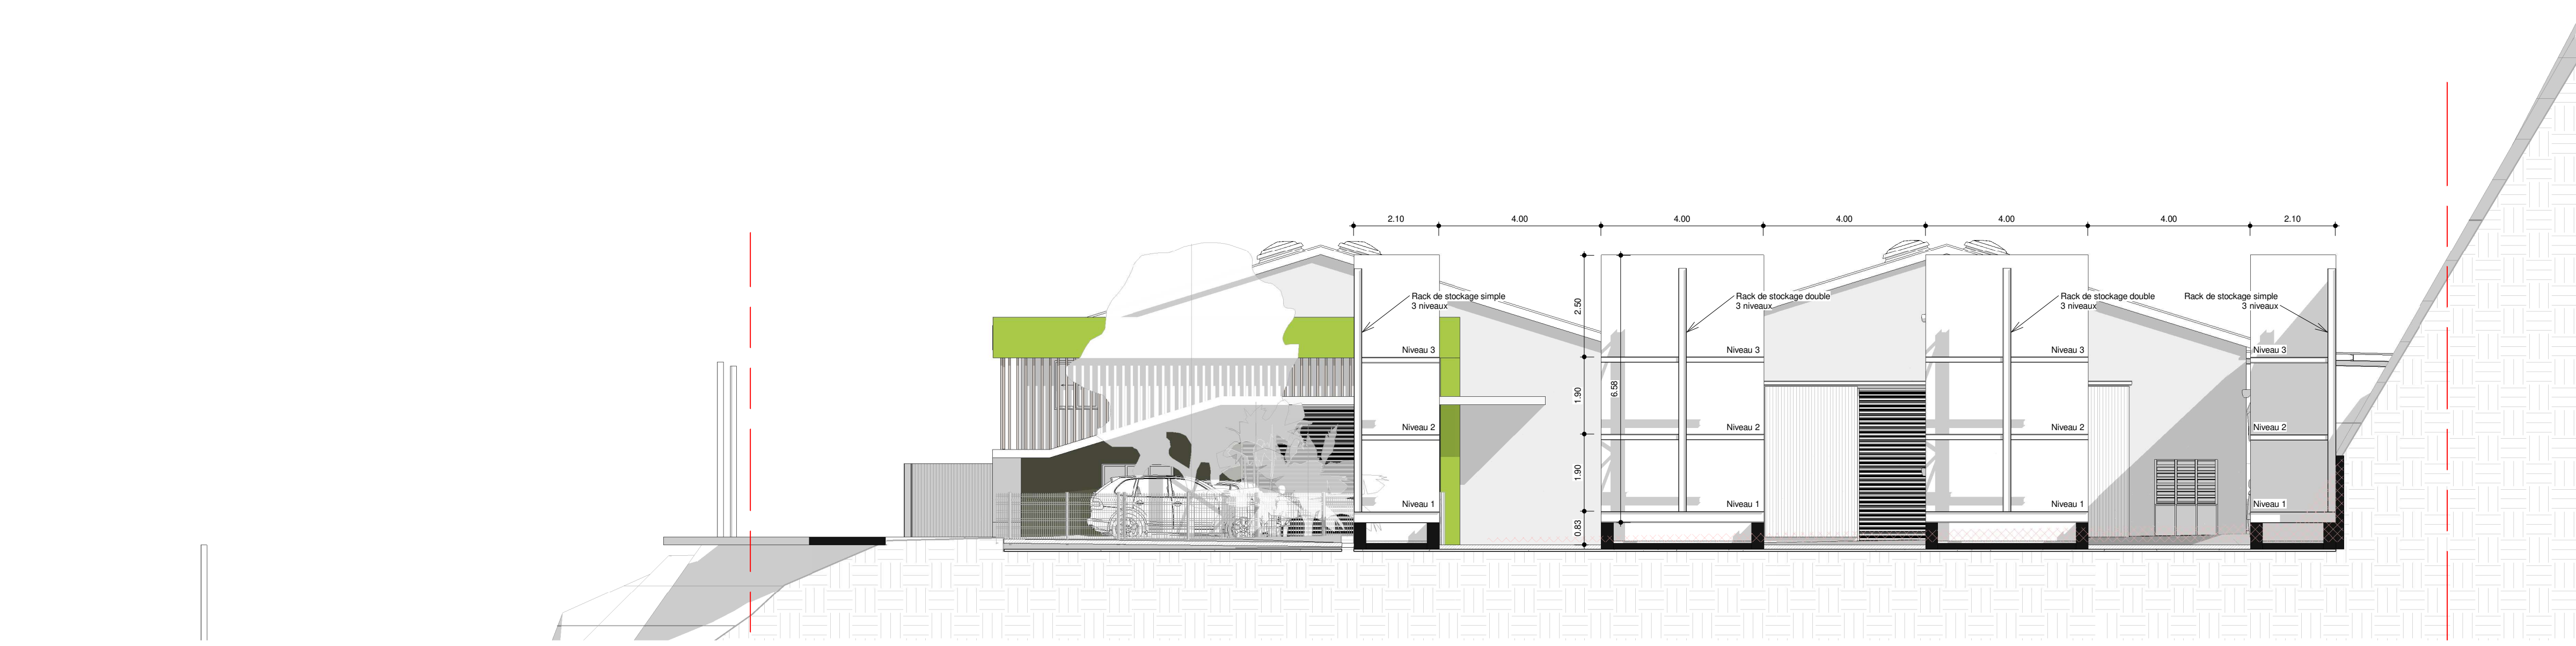 2.10
4.00
4.00
4.00
4.00
4.00
2.10
Rack de stockage simple
3 niveaux
Rack de stockage double
3 niveaux
Rack de stockage double
3 niveaux
Rack de stockage simple
3 niveaux
2.50
1.90
1.90
0.83
6.58
Niveau 3
Niveau 3
Niveau 3
Niveau 3
Niveau 2
Niveau 2
Niveau 2
Niveau 2
Niveau 1
Niveau 1
Niveau 1
Niveau 1